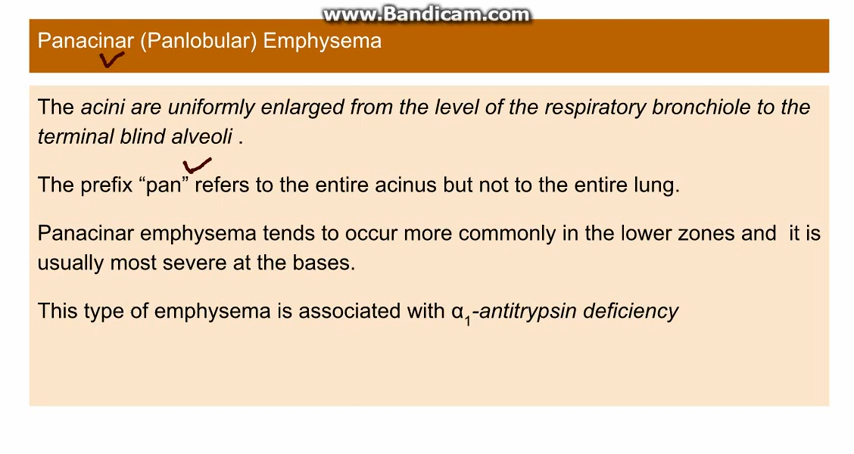 www.Bandicam.com
Panacinar (Panlobular) Emphysema
The acini are uniformly enlarged from the level of the respiratory bronchiole to the
terminal blind alveoli .
The prefix “pan” refers to the entire acinus but not to the entire lung.
Panacinar emphysema tends to occur more commonly in the lower zones and  it is
usually most severe at the bases.
This type of emphysema is associated with α1-antitrypsin deficiency